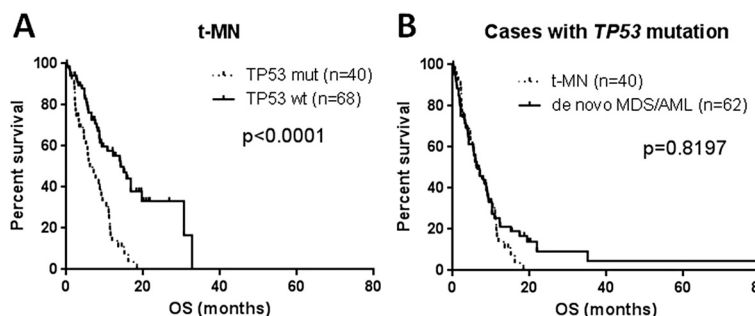 A
t-MN
TP53 mut (n=40)
TP53 wt (n=68)
p<0.0001
Percent survival
100
80
60
40
20
0
0 20 40 60 80
OS (months)
B
Cases with TP53 mutation
t-MN (n=40)
de novo MDS/AML (n=62)
p=0.8197
Percent survival
100
80
60
40
20
0
0 20 40 60 80
OS (months)